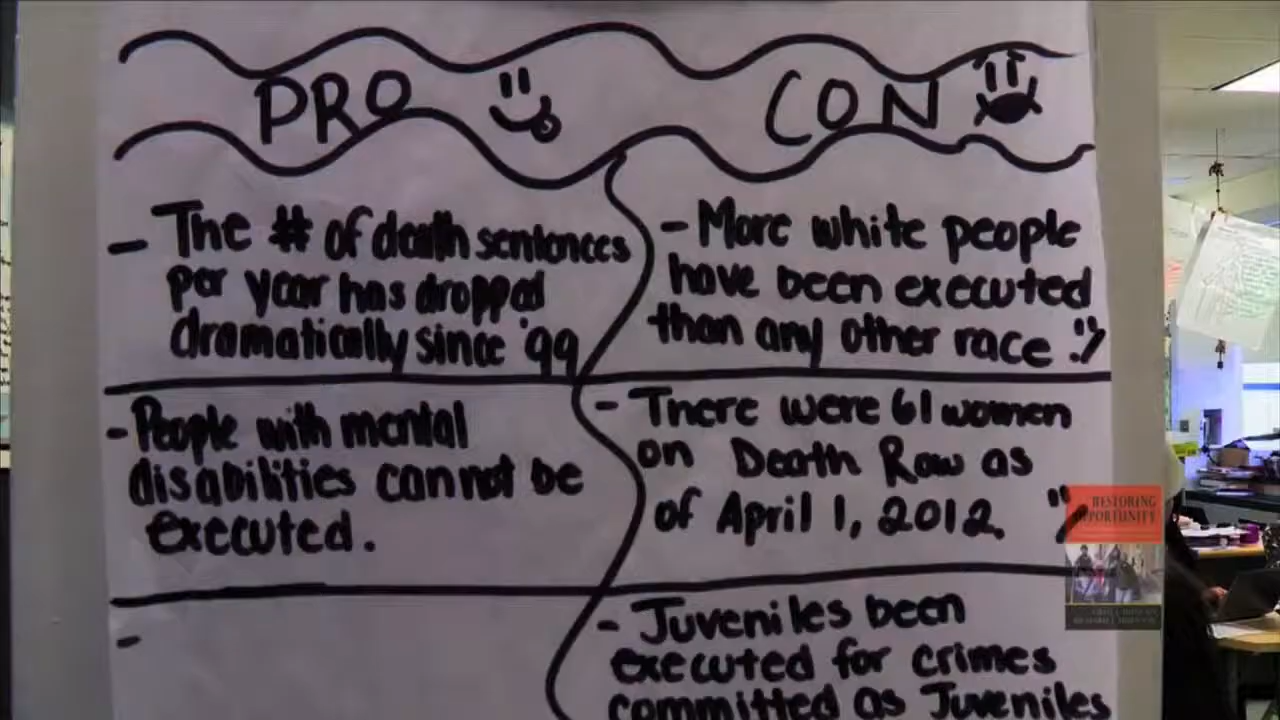 PRO
CON
- The # of death sentences
per year has dropped
dramatically since '99
- More white people
have been executed
than any other race :/
- People with mental
disabilities cannot be
executed.
- There were 61 women
on Death Row as
of April 1, 2012
-
- Juveniles been
executed for crimes
committed as Juveniles
RESTORING
OPPORTUNITY